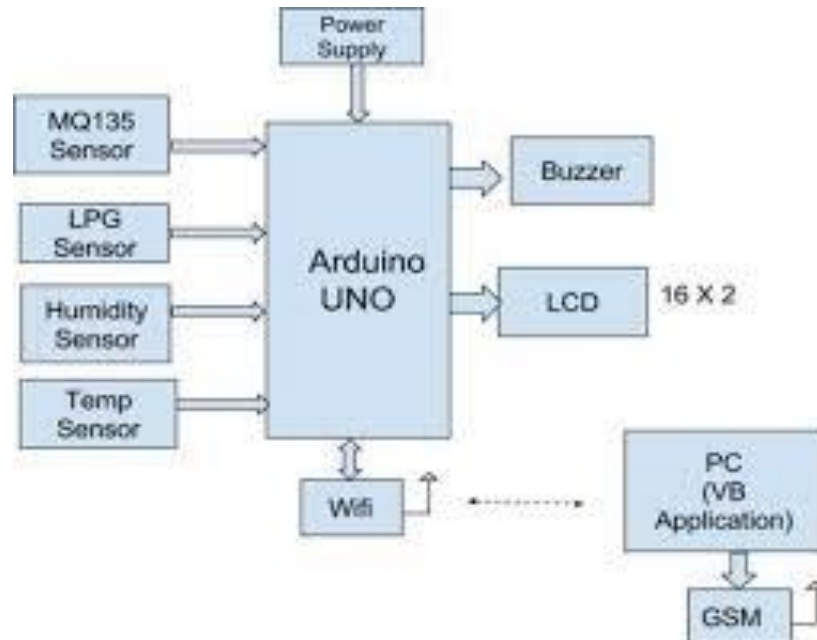 Power
Supply
MQ135
Sensor
LPG
Sensor
Humidity
Sensor
Temp
Sensor
Arduino
UNO
Buzzer
LCD
16 X 2
Wifi
PC
(VB
Application)
GSM